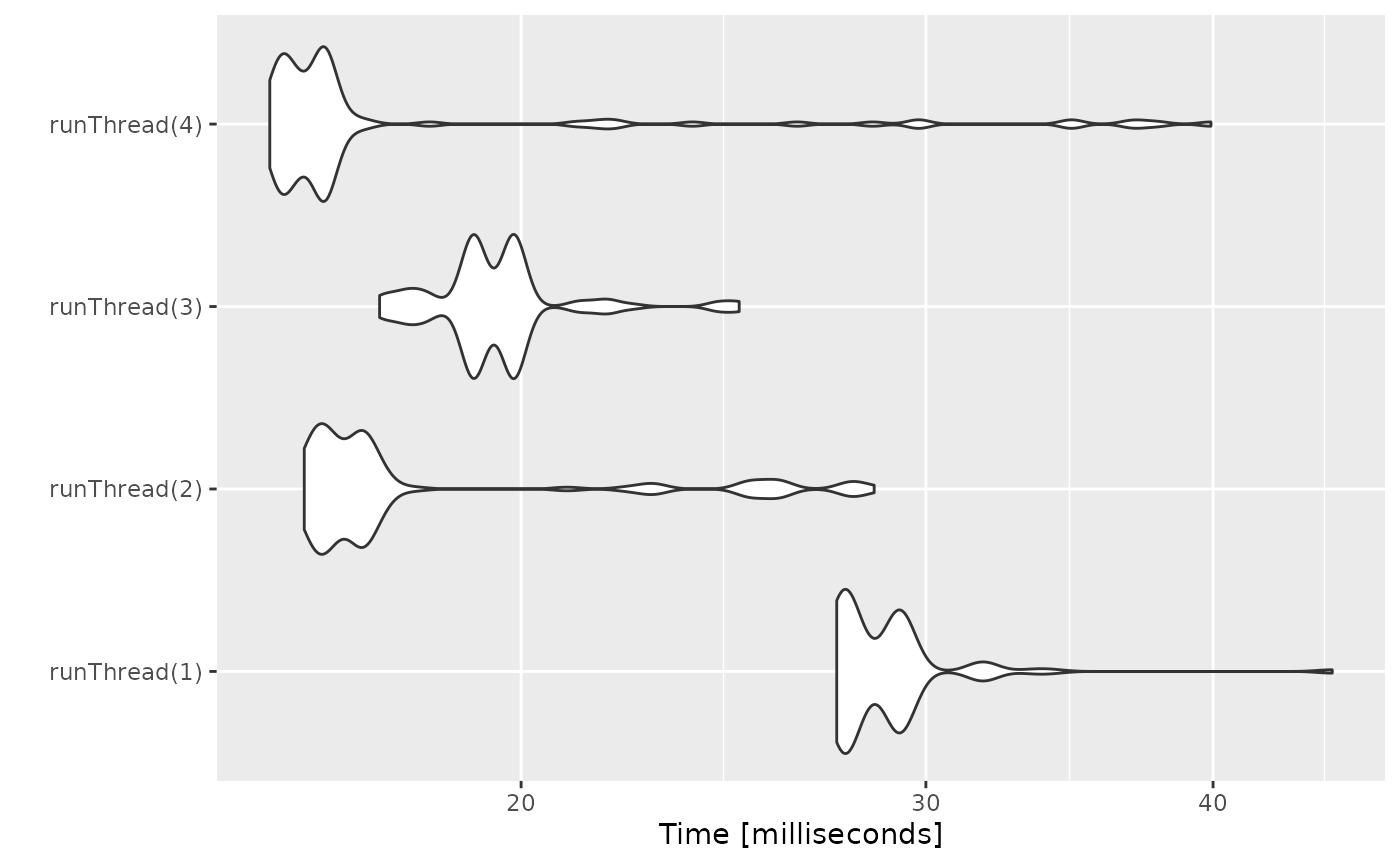 runThread(4)
runThread(3)
runThread(2)
runThread(1)
20 30 40
Time [milliseconds]